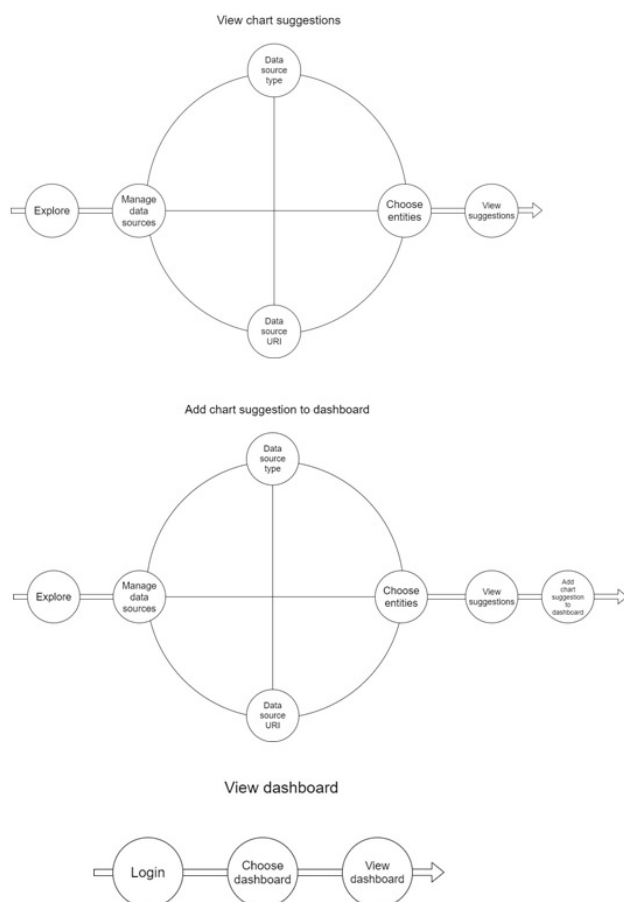 View chart suggestions
Data
source
type
Explore
Manage
data
sources
Choose
entities
View
suggestions
Data
source
URI
Add chart suggestion to dashboard
Data
source
type
Explore
Manage
data
sources
Choose
entities
View
suggestions
Add
chart
suggestion
to
dashboard
Data
source
URI
View dashboard
Login
Choose
dashboard
View
dashboard